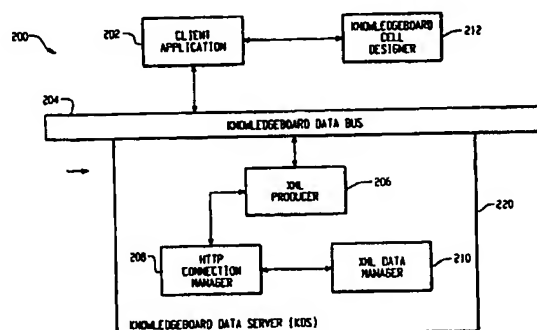 200
202
CLIENT
APPLICATION
KNOWLEDGEBOARD
CELL
DESIGNER
212
204
KNOWLEDGEBOARD DATA BUS
XML
PRODUCER
206
220
208
HTTP
CONNECTION
MANAGER
XML DATA
MANAGER
210
KNOWLEDGEBOARD DATA SERVER (KDS)